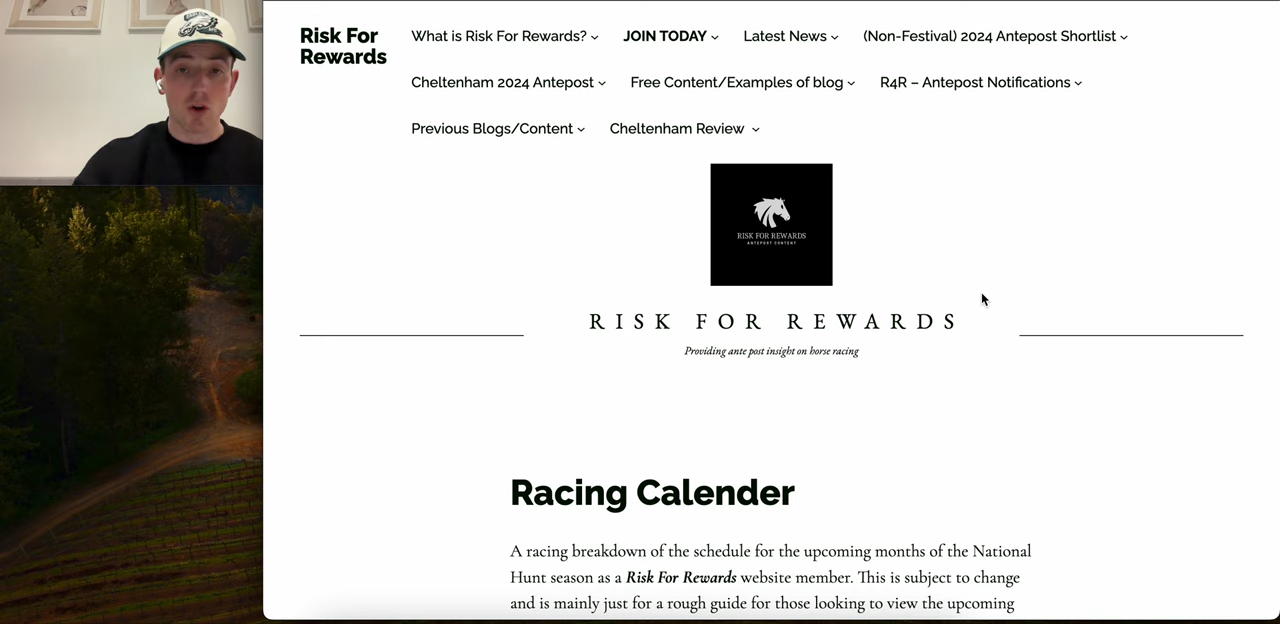 Risk For
Rewards
What is Risk For Rewards?
JOIN TODAY
Latest News
(Non-Festival) 2024 Antepost Shortlist
Cheltenham 2024 Antepost
Free Content/Examples of blog
R4R – Antepost Notifications
Previous Blogs/Content
Cheltenham Review
RISK FOR REWARDS
ANTEPOST CONTENT
RISK FOR REWARDS
Providing ante post insight on horse racing
Racing Calender
A racing breakdown of the schedule for the upcoming months of the National
Hunt season as a Risk For Rewards website member. This is subject to change
and is mainly just for a rough guide for those looking to view the upcoming